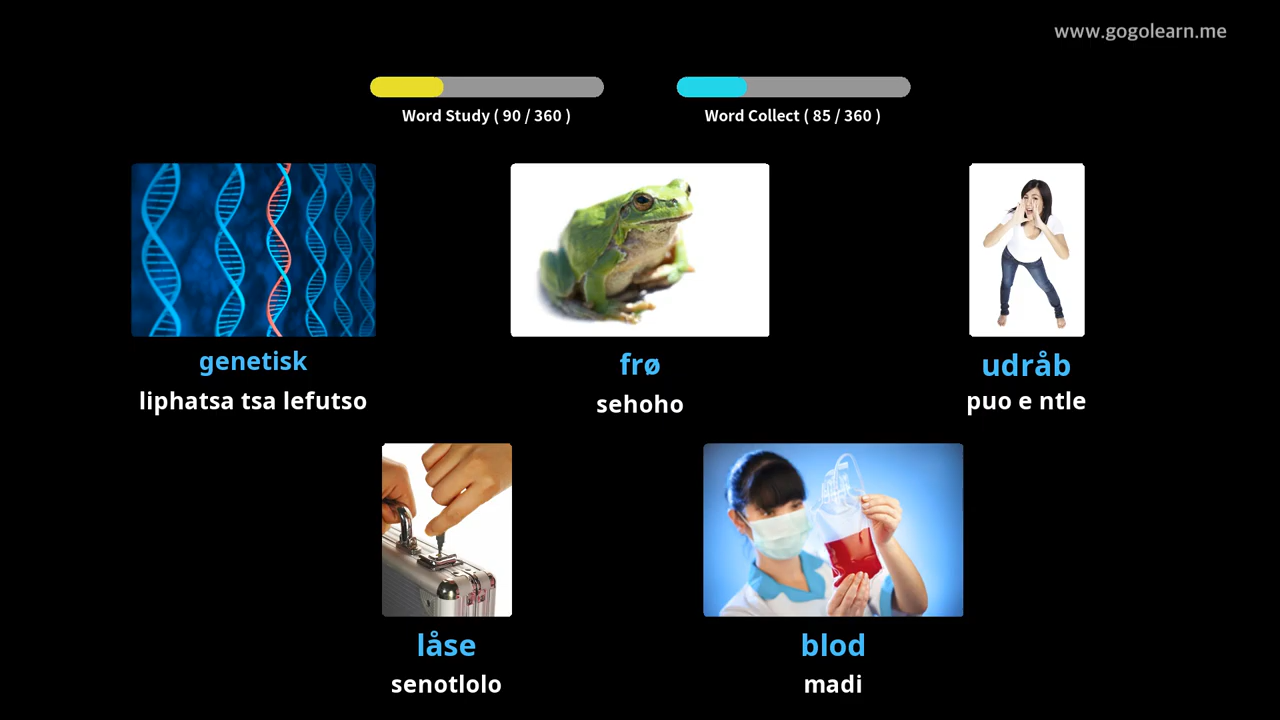 www.gogolearn.me
Word Study ( 90 / 360 )
Word Collect ( 85 / 360 )
genetisk
liphatsa tsa lefutso
frø
sehoho
udråb
puo e ntle
låse
senotlolo
blod
madi